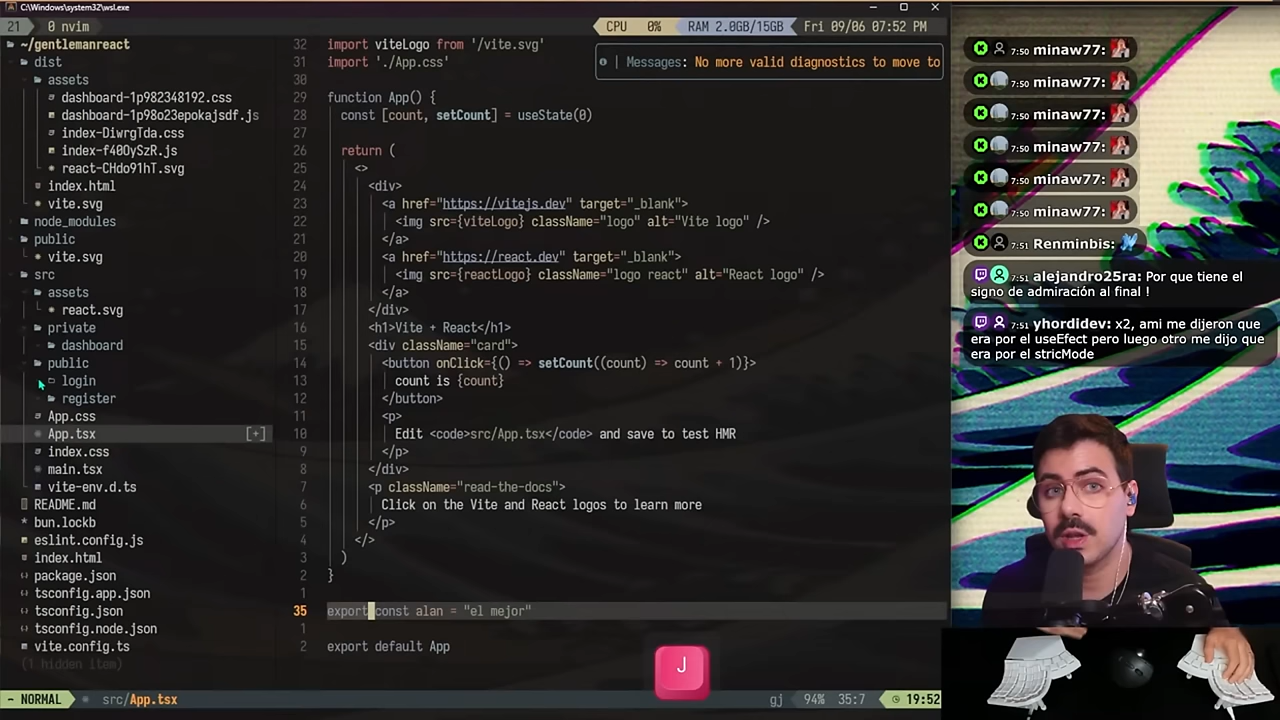 C:\Windows\system32\wsl.exe
21 0 nvim
CPU 0% RAM 2.0GB/15GB Fri 09/06 07:52 PM
~/gentlemanreact
dist
assets
dashboard-1p982348192.css
dashboard-1p98o23epokajsdf.js
index-DiwrgTda.css
index-f40OySzR.js
react-CHdo91hT.svg
index.html
vite.svg
node_modules
public
vite.svg
src
assets
react.svg
private
dashboard
public
login
register
App.css
App.tsx [+]
index.css
main.tsx
vite-env.d.ts
README.md
bun.lockb
eslint.config.js
index.html
package.json
tsconfig.app.json
tsconfig.json
tsconfig.node.json
vite.config.ts
(1 hidden item)
32 import viteLogo from '/vite.svg'
31 import './App.css'
30
29 function App() {
28 const [count, setCount] = useState(0)
27
26 return (
25 <>
24 <div>
23 <a href="https://vitejs.dev" target="_blank">
22 <img src={viteLogo} className="logo" alt="Vite logo" />
21 </a>
20 <a href="https://react.dev" target="_blank">
19 <img src={reactLogo} className="logo react" alt="React logo" />
18 </a>
17 </div>
16 <h1>Vite + React</h1>
15 <div className="card">
14 <button onClick={() => setCount((count) => count + 1)}>
13 count is {count}
12 </button>
11 <p>
10 Edit <code>src/App.tsx</code> and save to test HMR
9 </p>
8 </div>
7 <p className="read-the-docs">
6 Click on the Vite and React logos to learn more
5 </p>
4 </>
3 )
2 }
1
35 export const alan = "el mejor"
1
2 export default App
Messages: No more valid diagnostics to move to
J
NORMAL src/App.tsx gj 94% 35:7 19:52
7:50 minaw77:
7:50 minaw77:
7:50 minaw77:
7:50 minaw77:
7:50 minaw77:
7:50 minaw77:
7:51 Renminbis:
7:51 alejandro25ra: Por que tiene el
signo de admiración al final !
7:51 yhordidev: x2, ami me dijeron que
era por el useEfect pero luego otro me dijo que
era por el stricMode